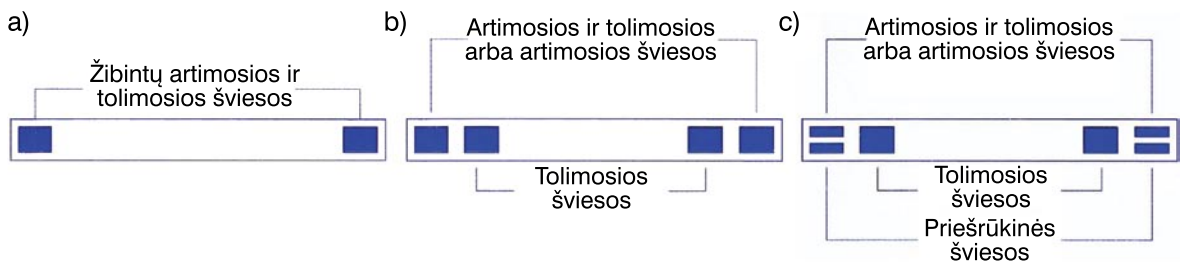 a)
Žibintų artimosios ir
tolimosios šviesos
b)
Artimosios ir tolimosios
arba artimosios šviesos
Tolimosios
šviesos
c)
Artimosios ir tolimosios
arba artimosios šviesos
Tolimosios
šviesos
Priešrūkinės
šviesos